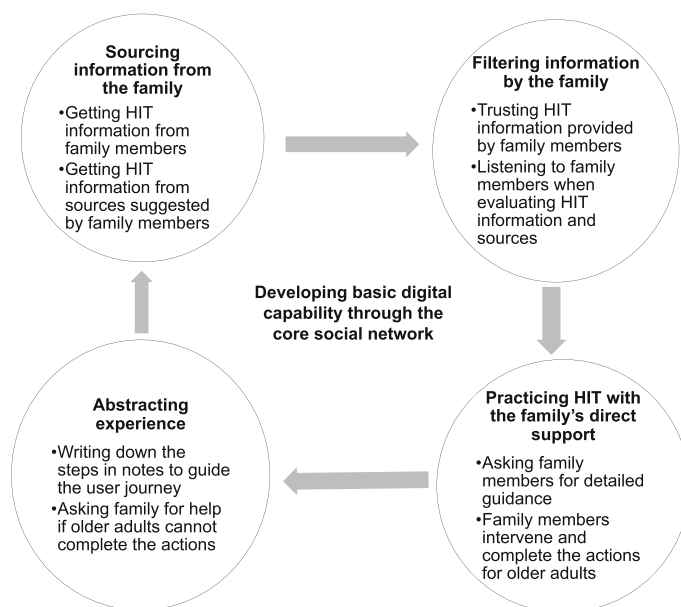 Sourcing
information from
the family
•Getting HIT
information from
family members
•Getting HIT
information from
sources suggested
by family members
Filtering information
by the family
•Trusting HIT
information provided
by family members
•Listening to family
members when
evaluating HIT
information and
sources
Developing basic digital
capability through the
core social network
Practicing HIT with
the family's direct
support
•Asking family
members for detailed
guidance
•Family members
intervene and
complete the actions
for older adults
Abstracting
experience
•Writing down the
steps in notes to guide
the user journey
•Asking family for help
if older adults cannot
complete the actions